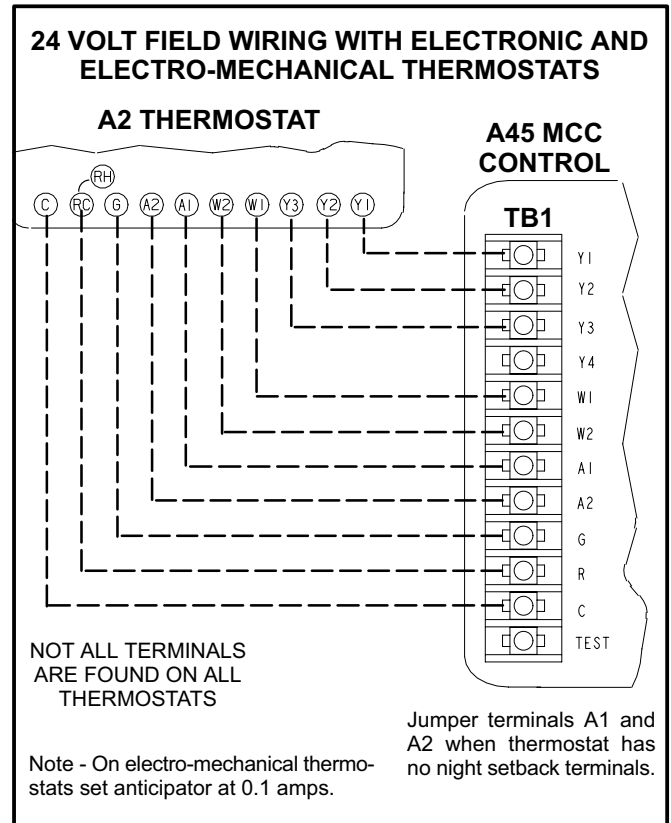 24 VOLT FIELD WIRING WITH ELECTRONIC AND
ELECTRO-MECHANICAL THERMOSTATS
A2 THERMOSTAT
RH
C RC G A2 A1 W2 W1 Y3 Y2 Y1
A45 MCC
CONTROL
TB1
Y1
Y2
Y3
Y4
W1
W2
A1
A2
G
R
C
TEST
NOT ALL TERMINALS
ARE FOUND ON ALL
THERMOSTATS
Note - On electro-mechanical thermo-
stats set anticipator at 0.1 amps.
Jumper terminals A1 and
A2 when thermostat has
no night setback terminals.